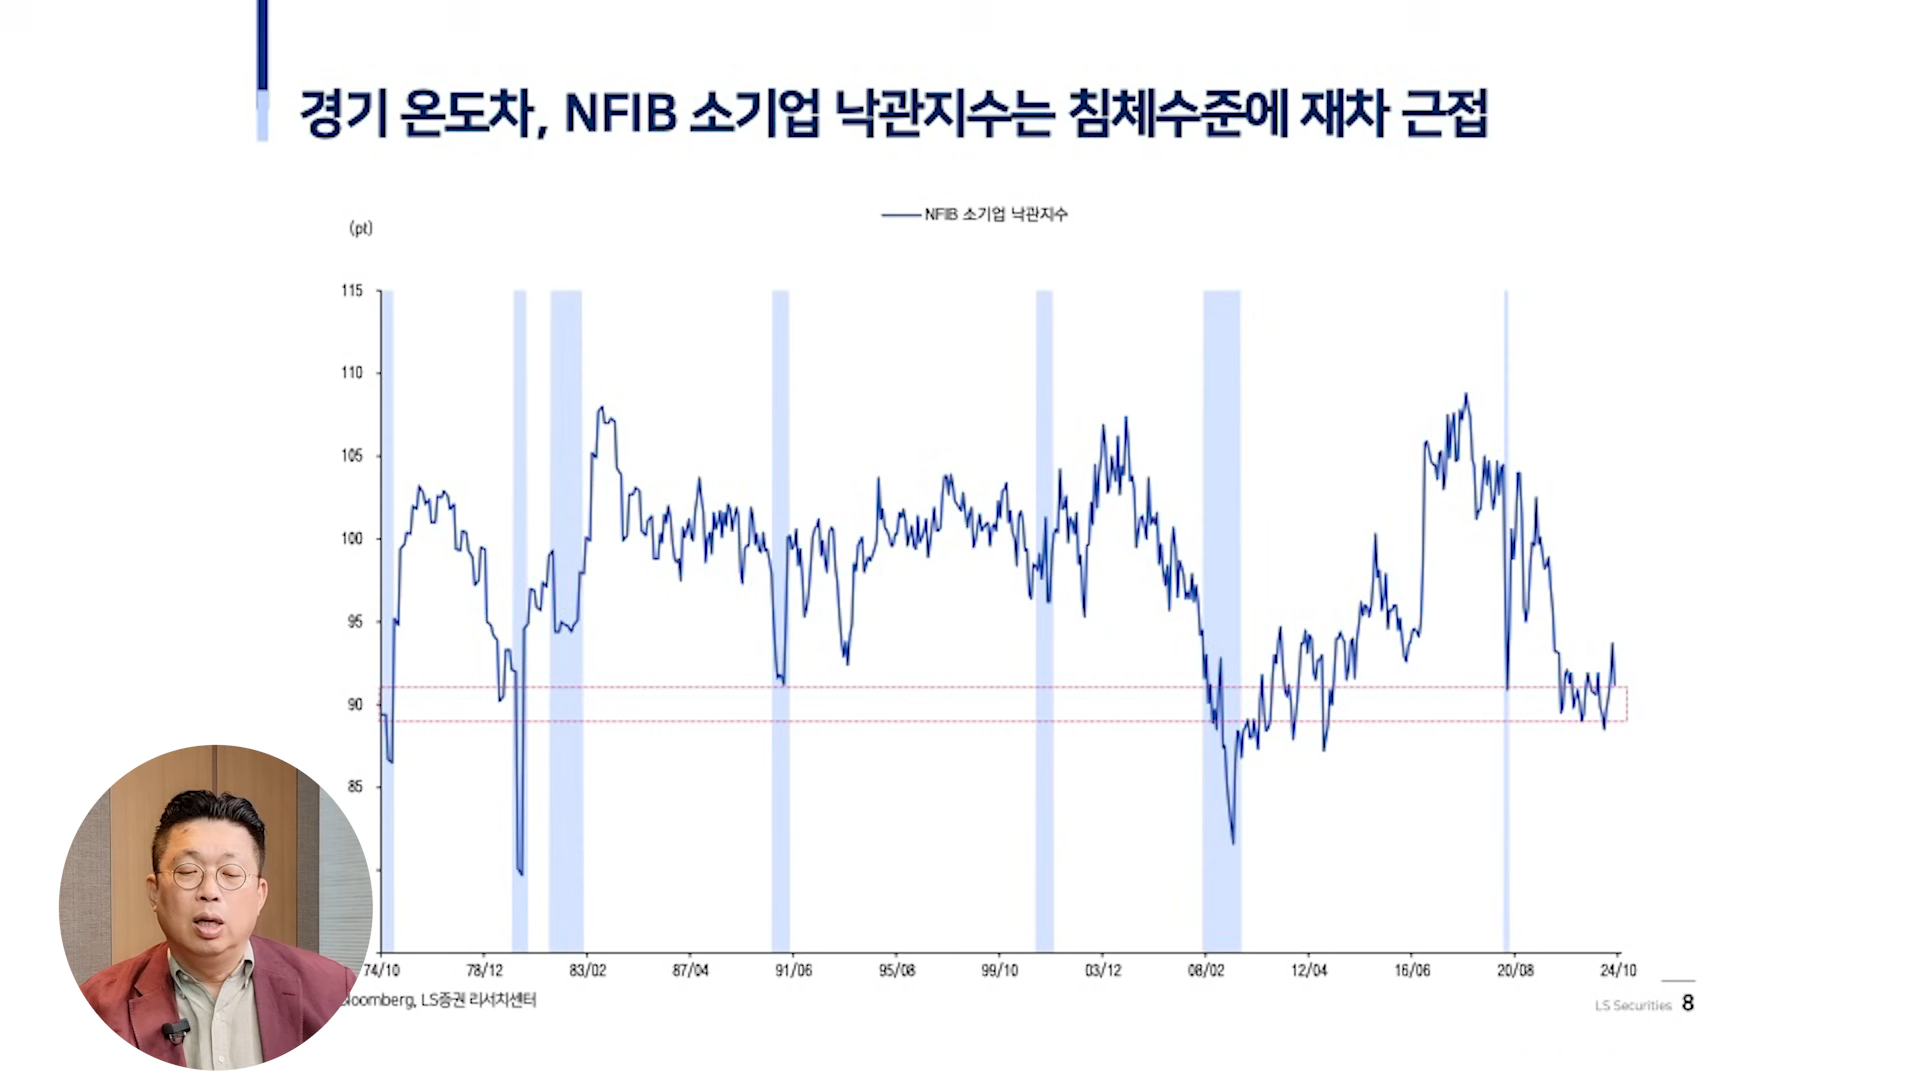 경기 온도차, NFIB 소기업 낙관지수는 침체수준에 재차 근접
NFIB 소기업 낙관지수
(pt)
115
110
105
100
95
90
85
74/10 78/12 83/02 87/04 91/06 95/08 99/10 03/12 08/02 12/04 16/06 20/08 24/10
Bloomberg, LS증권 리서치센터
LS Securities 8